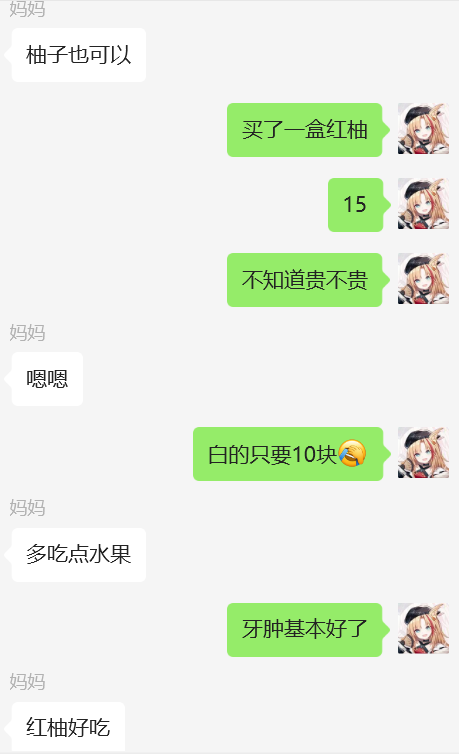 妈妈
柚子也可以
买了一盒红柚
15
不知道贵不贵
妈妈
嗯嗯
白的只要10块😂
妈妈
多吃点水果
牙肿基本好了
妈妈
红柚好吃